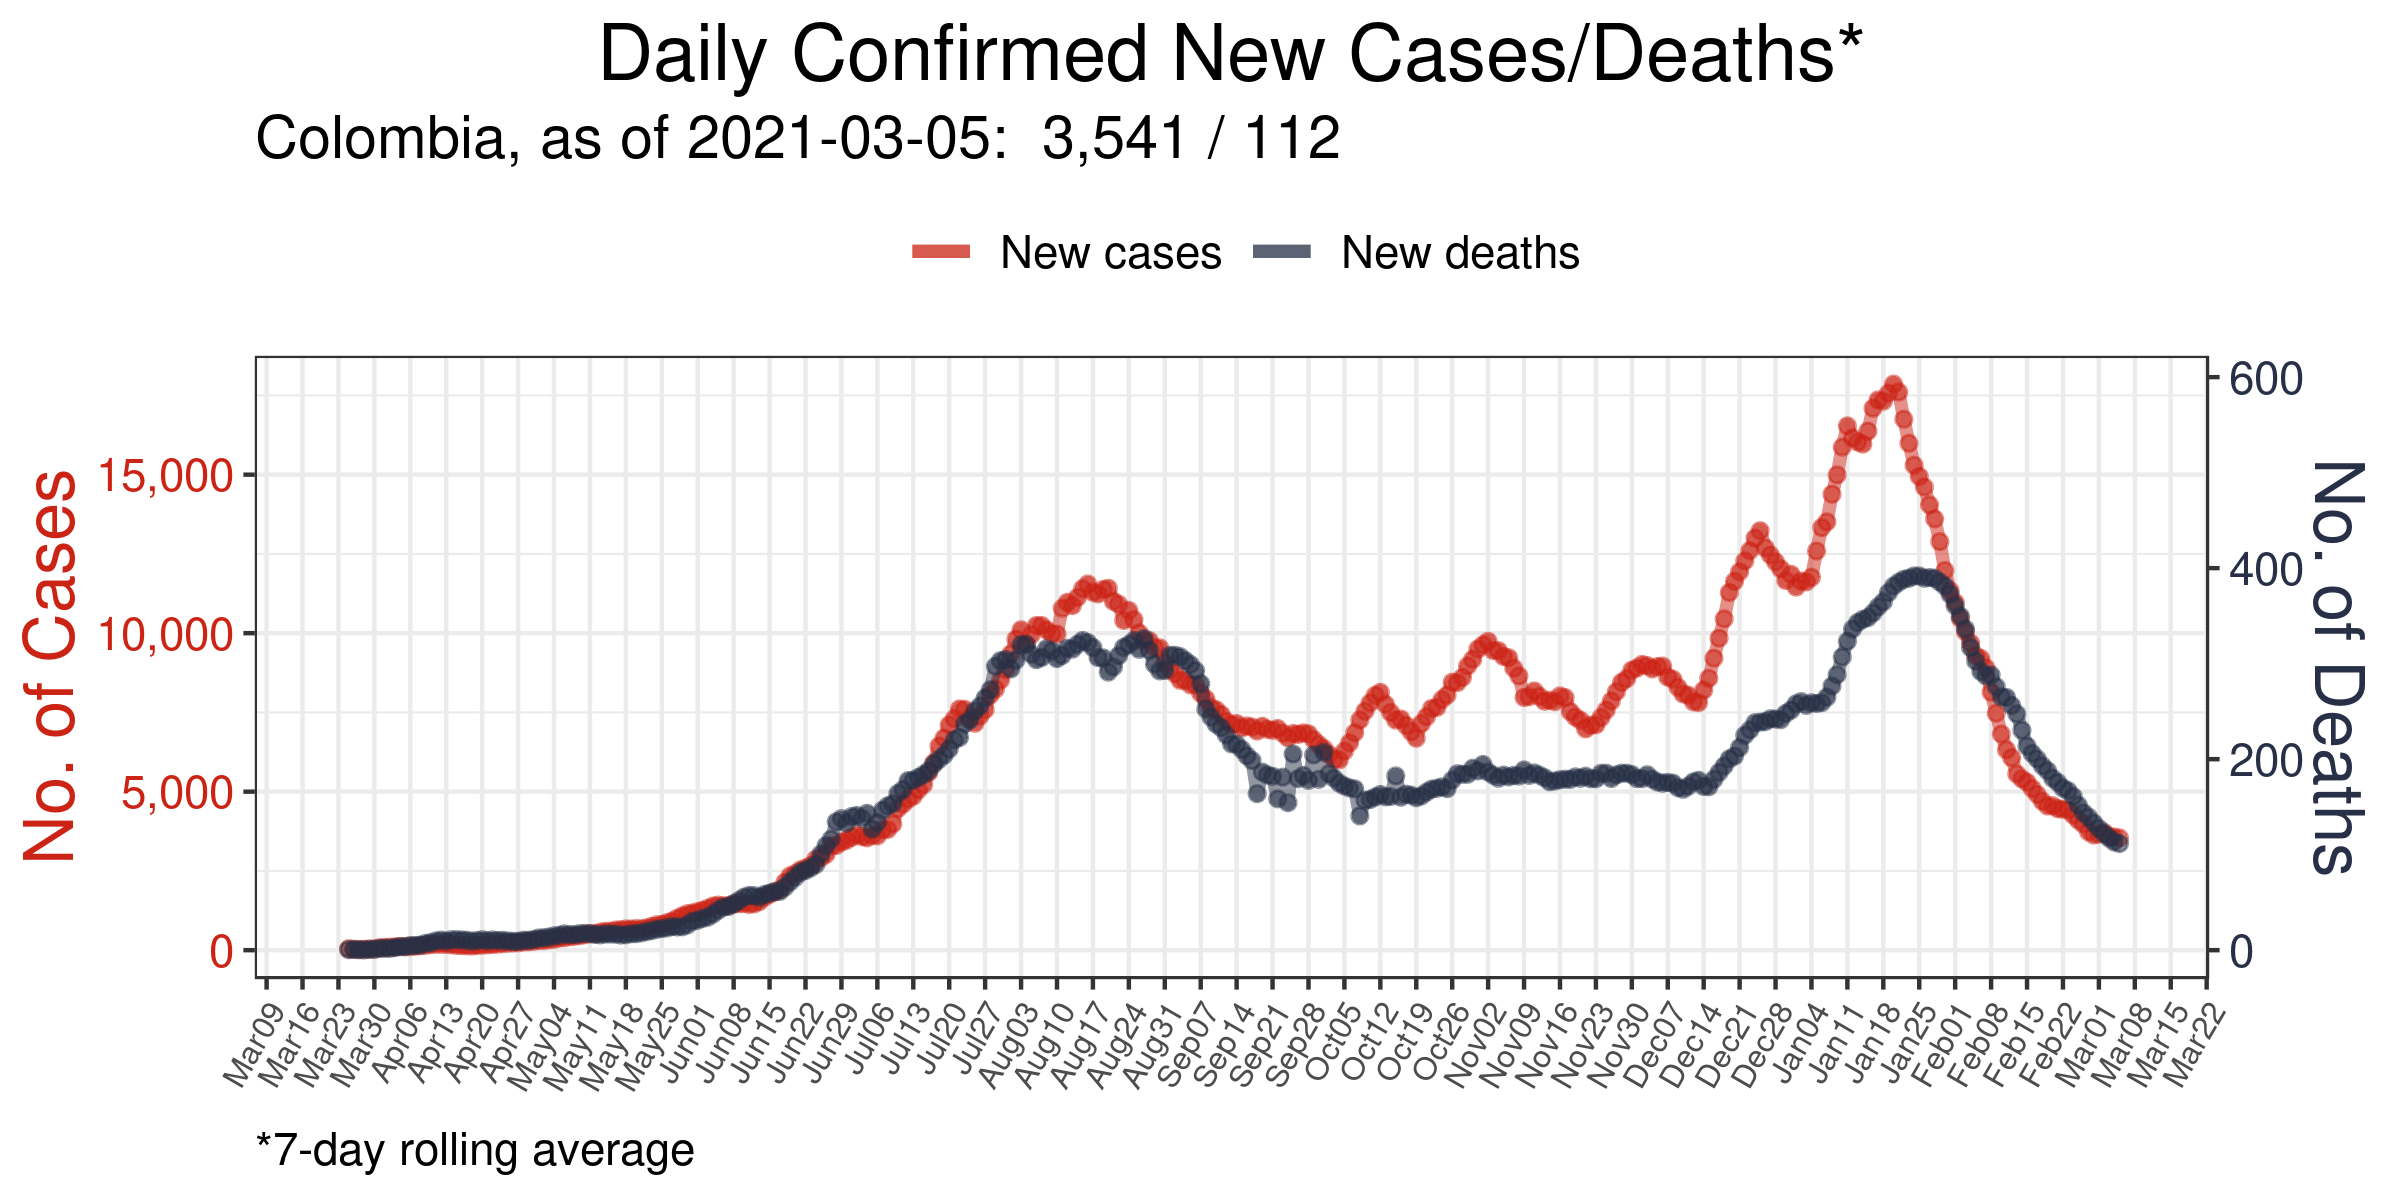 Daily Confirmed New Cases/Deaths*
Colombia, as of 2021-03-05:  3,541 / 112
New cases
New deaths
No. of Cases
15,000
10,000
5,000
0
600
400
200
0
No. of Deaths
Mar09
Mar16
Mar23
Mar30
Apr06
Apr13
Apr20
Apr27
May04
May11
May18
May25
Jun01
Jun08
Jun15
Jun22
Jun29
Jul06
Jul13
Jul20
Jul27
Aug03
Aug10
Aug17
Aug24
Aug31
Sep07
Sep14
Sep21
Sep28
Oct05
Oct12
Oct19
Oct26
Nov02
Nov09
Nov16
Nov23
Nov30
Dec07
Dec14
Dec21
Dec28
Jan04
Jan11
Jan18
Jan25
Feb01
Feb08
Feb15
Feb22
Mar01
Mar08
Mar15
Mar22
*7-day rolling average